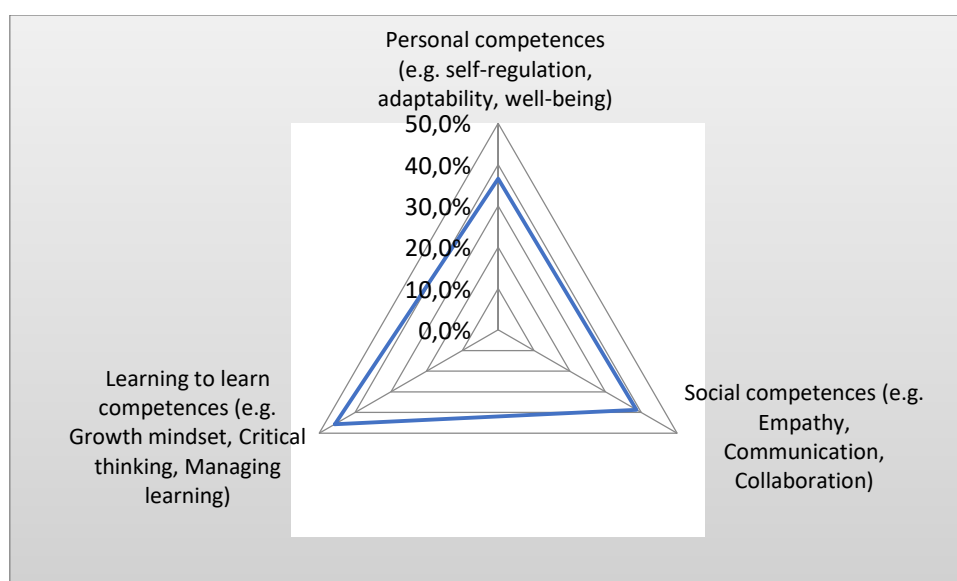 Personal competences
(e.g. self-regulation,
adaptability, well-being)
50,0%
40,0%
30,0%
20,0%
10,0%
0,0%
Learning to learn
competences (e.g.
Growth mindset, Critical
thinking, Managing
learning)
Social competences (e.g.
Empathy,
Communication,
Collaboration)